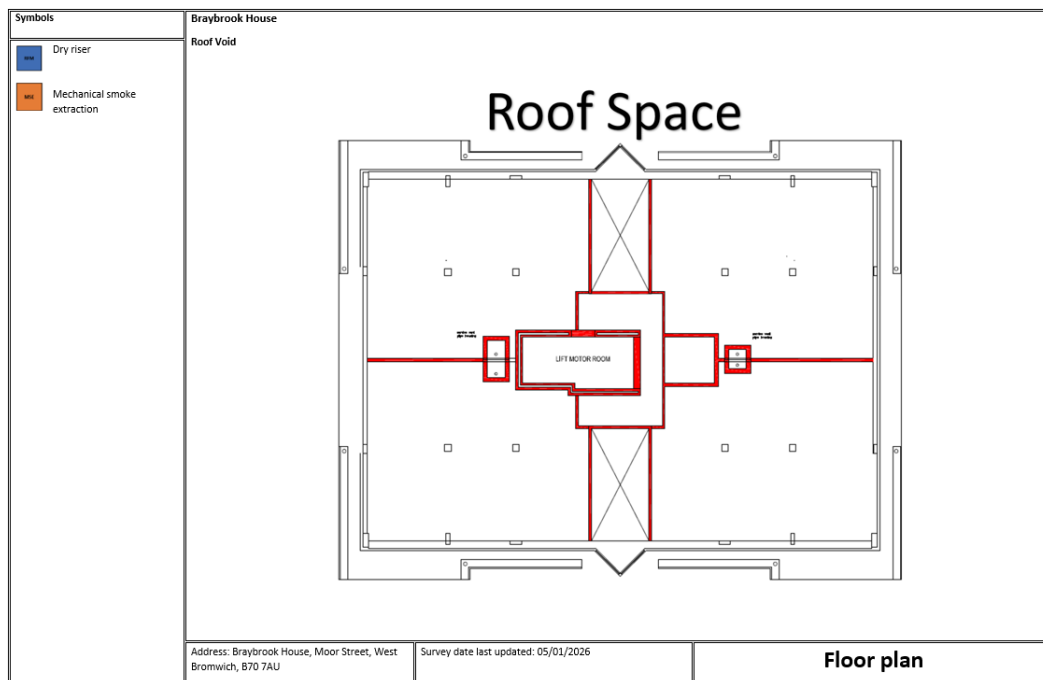 Symbols
Dry riser
MSE
Mechanical smoke
extraction
Braybrook House
Roof Void
Roof Space
LIFT MOTOR ROOM
Address: Braybrook House, Moor Street, West
Bromwich, B70 7AU
Survey date last updated: 05/01/2026
Floor plan